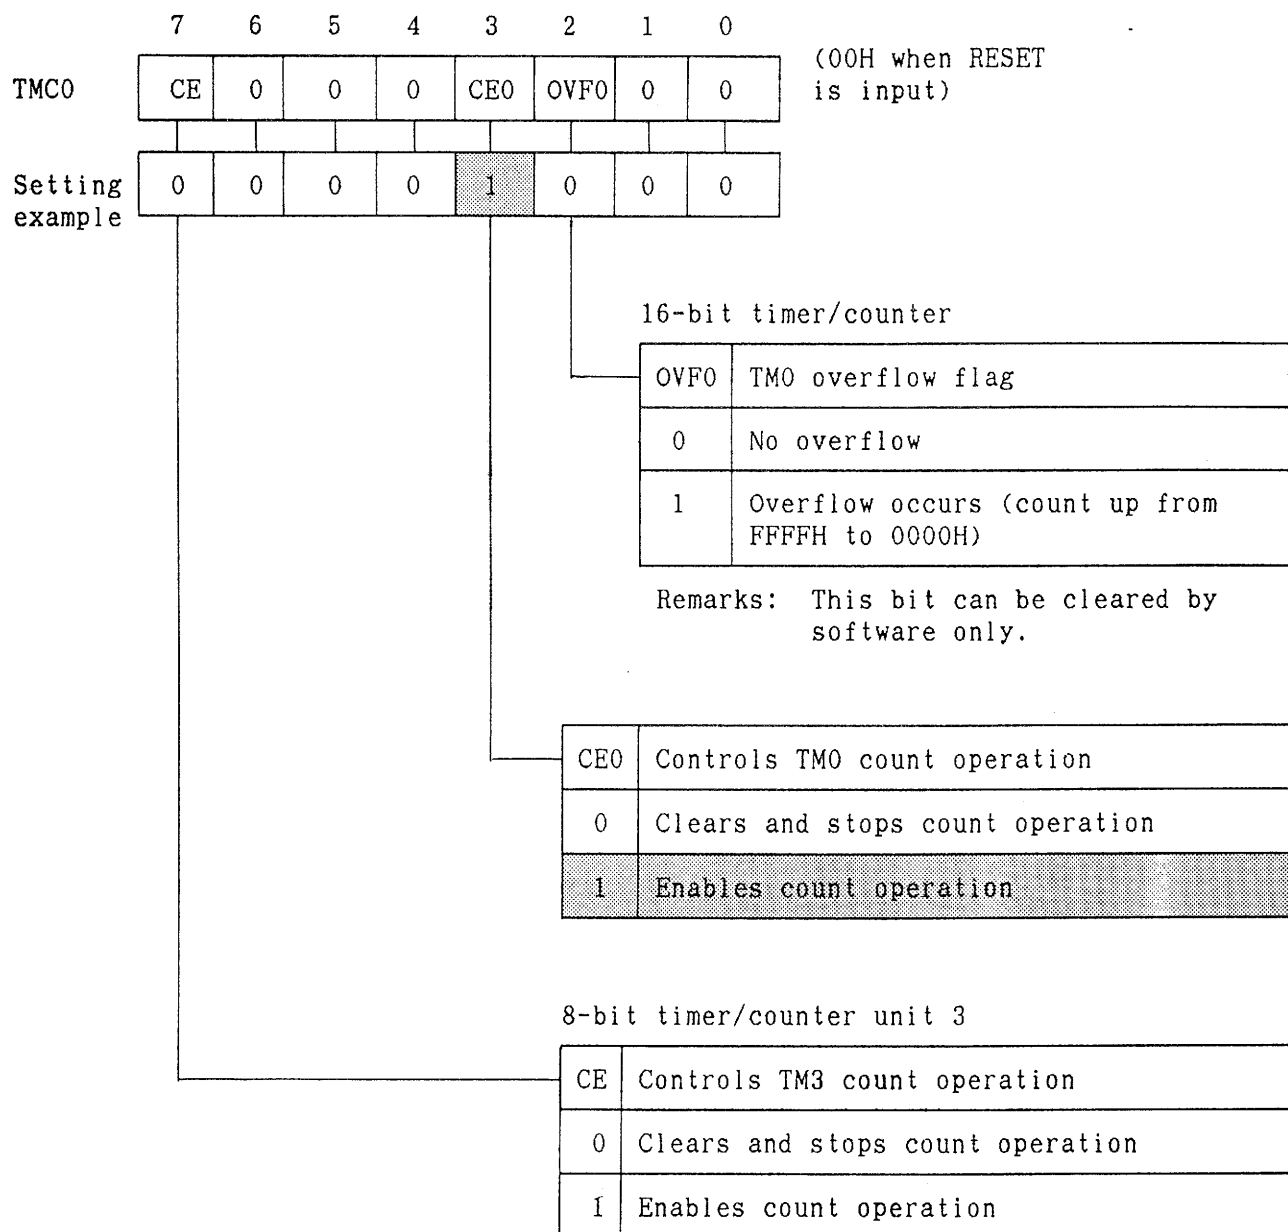 7 6 5 4 3 2 1 0
(00H when RESET
TMC0 CE 0 0 0 CE0 OVF0 0 0 is input)
Setting 0 0 0 0 1 0 0 0
example
16-bit timer/counter
OVF0 TM0 overflow flag
0 No overflow
1 Overflow occurs (count up from
FFFFH to 0000H)
Remarks: This bit can be cleared by
software only.
CE0 Controls TM0 count operation
0 Clears and stops count operation
1 Enables count operation
8-bit timer/counter unit 3
CE Controls TM3 count operation
0 Clears and stops count operation
1 Enables count operation